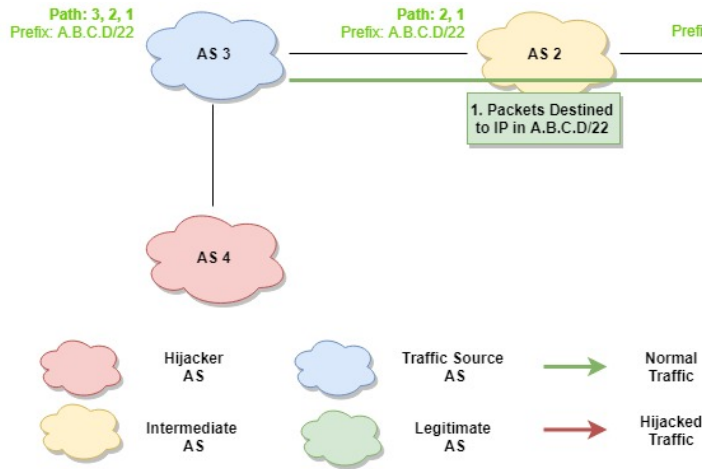 Path: 3, 2, 1
Prefix: A.B.C.D/22
AS 3
Path: 2, 1
Prefix: A.B.C.D/22
AS 2
Prefi
1. Packets Destined
to IP in A.B.C.D/22
AS 4
Hijacker
AS
Traffic Source
AS
Normal
Traffic
Intermediate
AS
Legitimate
AS
Hijacked
Traffic